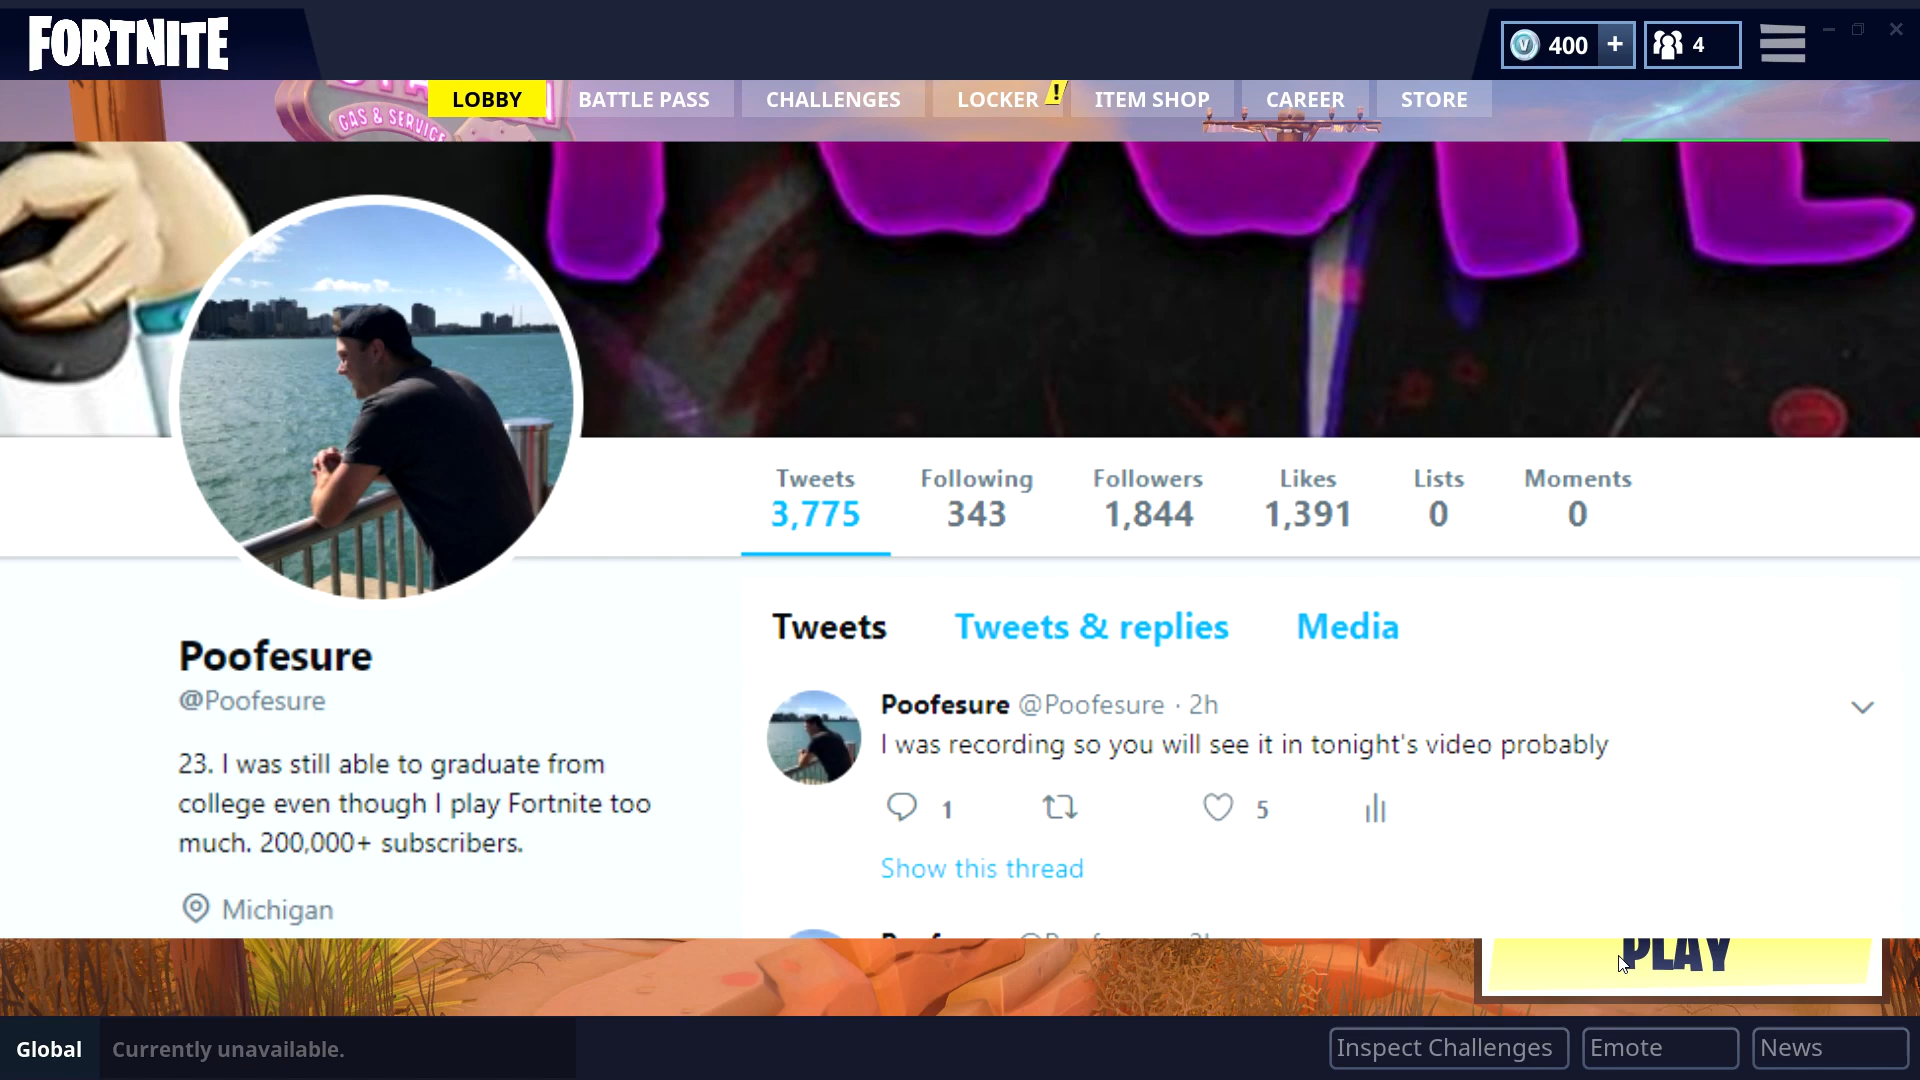 FORTNITE
400 +
4
LOBBY
BATTLE PASS
CHALLENGES
LOCKER !
ITEM SHOP
CAREER
STORE
GAS & SERVICE
Tweets
3,775
Following
343
Followers
1,844
Likes
1,391
Lists
0
Moments
0
Poofesure
@Poofesure
23. I was still able to graduate from
college even though I play Fortnite too
much. 200,000+ subscribers.
Michigan
Tweets
Tweets & replies
Media
Poofesure @Poofesure · 2h
I was recording so you will see it in tonight's video probably
1
5
Show this thread
PLAY
Global
Currently unavailable.
Inspect Challenges
Emote
News